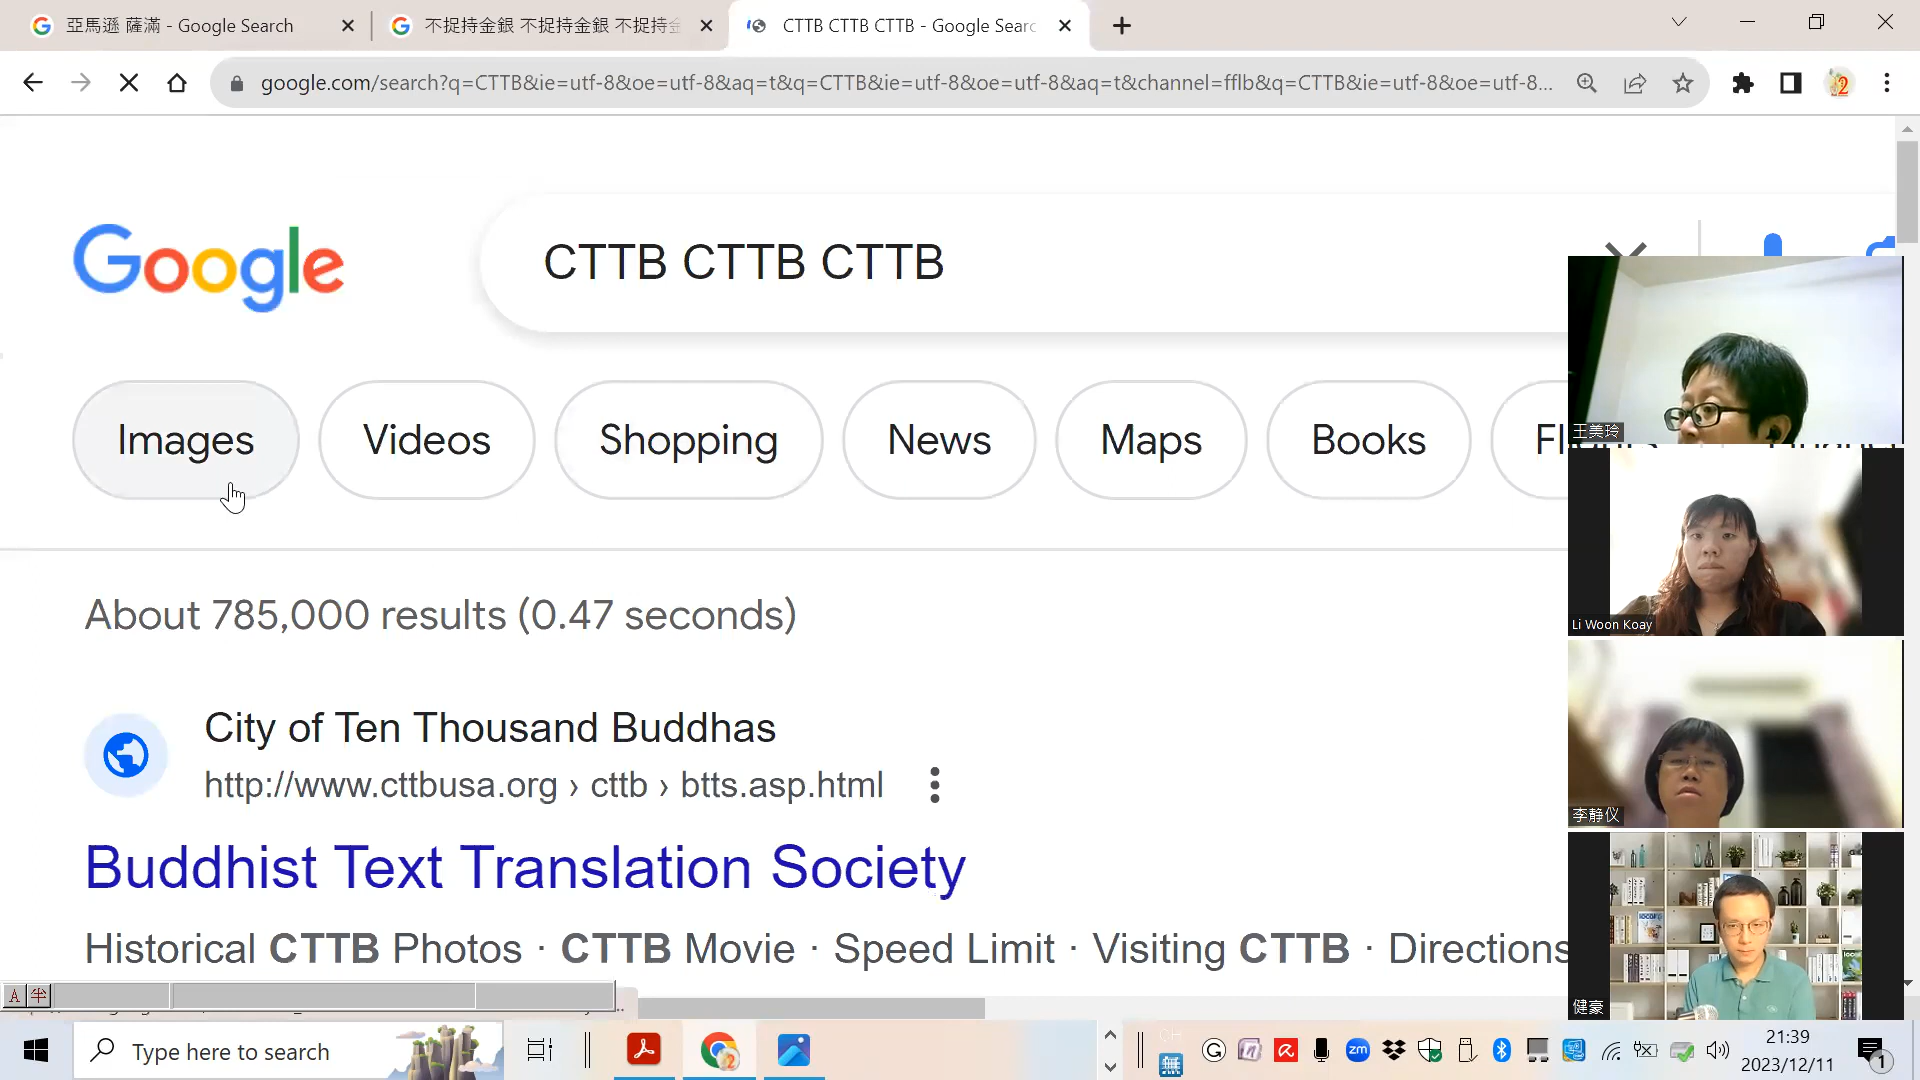 亞馬遜 薩滿 - Google Search
不捉持金銀 不捉持金銀 不捉持金
CTTB CTTB CTTB - Google Searc
google.com/search?q=CTTB&ie=utf-8&oe=utf-8&aq=t&q=CTTB&ie=utf-8&oe=utf-8&aq=t&channel=fflb&q=CTTB&ie=utf-8&oe=utf-8...
Google
CTTB CTTB CTTB
Images
Videos
Shopping
News
Maps
Books
王美玲
About 785,000 results (0.47 seconds)
Li Woon Koay
City of Ten Thousand Buddhas
http://www.cttbusa.org › cttb › btts.asp.html
李静仪
Buddhist Text Translation Society
Historical CTTB Photos · CTTB Movie · Speed Limit · Visiting CTTB · Directions
健豪
A 半
Type here to search
zm
無
21:39
2023/12/11
1